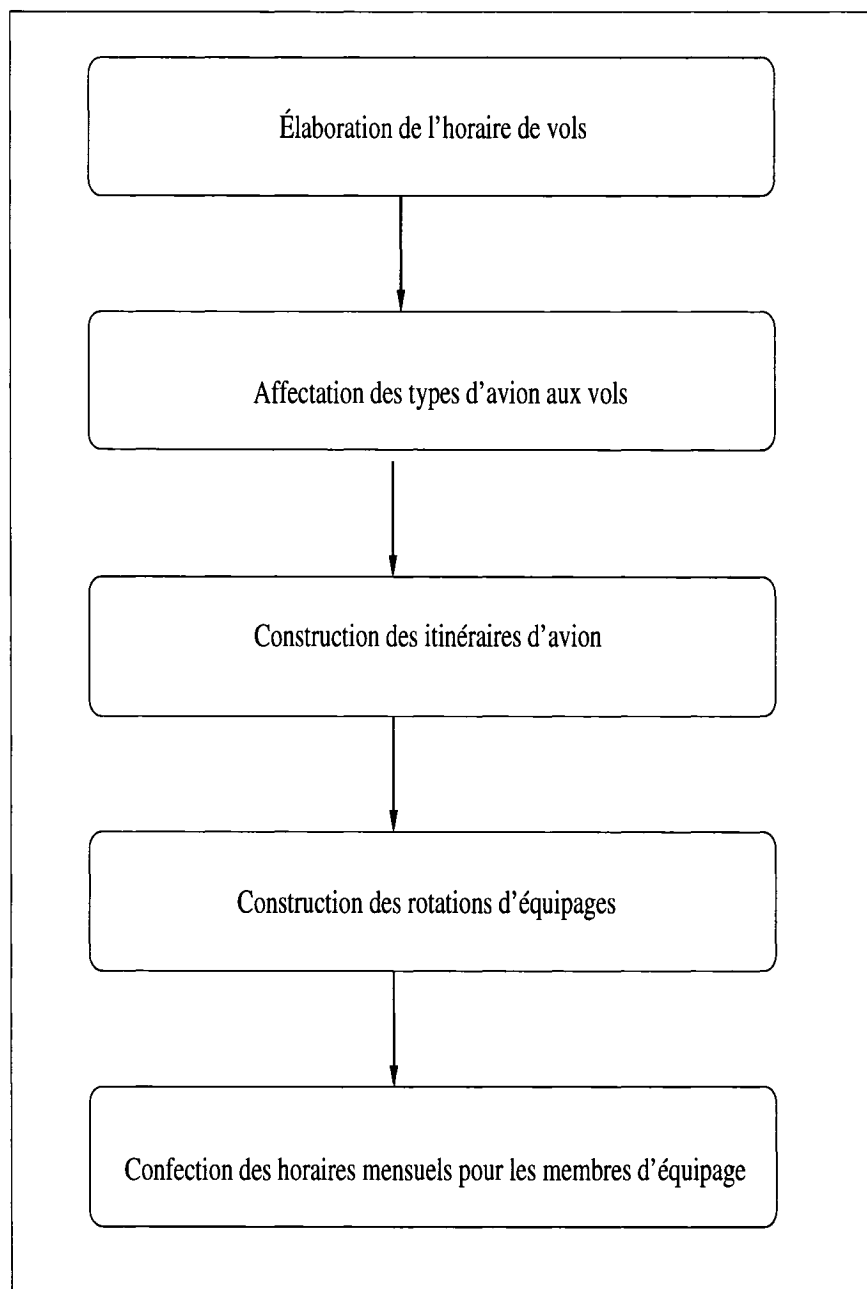 Élaboration de l'horaire de vols
Affectation des types d'avion aux vols
Construction des itinéraires d'avion
Construction des rotations d'équipages
Confection des horaires mensuels pour les membres d'équipage